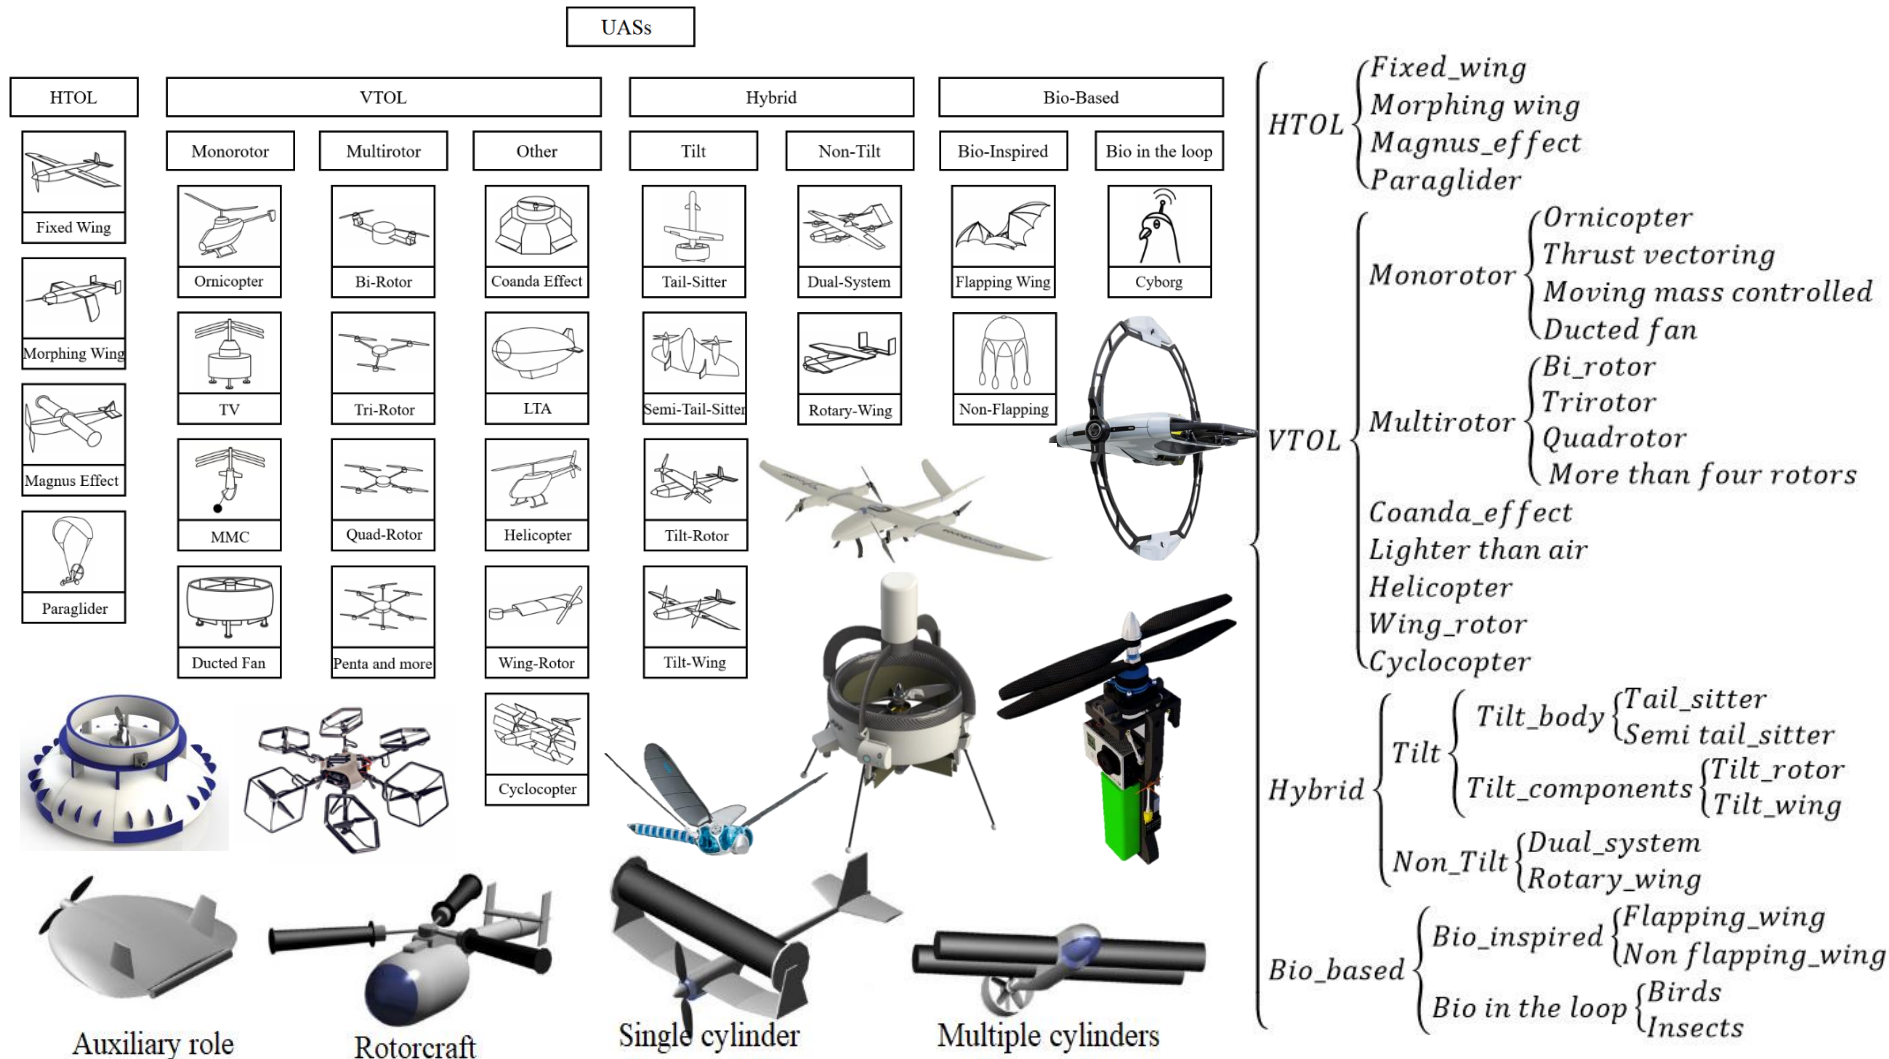 UASs
HTOL
VTOL
Hybrid
Bio-Based
Monorotor
Multirotor
Other
Tilt
Non-Tilt
Bio-Inspired
Bio in the loop
Fixed Wing
Morphing Wing
Magnus Effect
Paraglider
Ornicopter
TV
MMC
Ducted Fan
Bi-Rotor
Tri-Rotor
Quad-Rotor
Penta and more
Coanda Effect
LTA
Helicopter
Wing-Rotor
Cyclocopter
Tail-Sitter
Semi-Tail-Sitter
Tilt-Rotor
Tilt-Wing
Dual-System
Rotary-Wing
Flapping Wing
Non-Flapping
Cyborg
Auxiliary role
Rotorcraft
Single cylinder
Multiple cylinders
HTOL
Fixed_wing
Morphing wing
Magnus_effect
Paraglider
VTOL
Monorotor
Ornicopter
Thrust vectoring
Moving mass controlled
Ducted fan
Multirotor
Bi_rotor
Trirotor
Quadrotor
More than four rotors
Coanda_effect
Lighter than air
Helicopter
Wing_rotor
Cyclocopter
Hybrid
Tilt
Tilt_body
Tail_sitter
Semi tail_sitter
Tilt_components
Tilt_rotor
Tilt_wing
Non_Tilt
Dual_system
Rotary_wing
Bio_based
Bio_inspired
Flapping_wing
Non flapping_wing
Bio in the loop
Birds
Insects